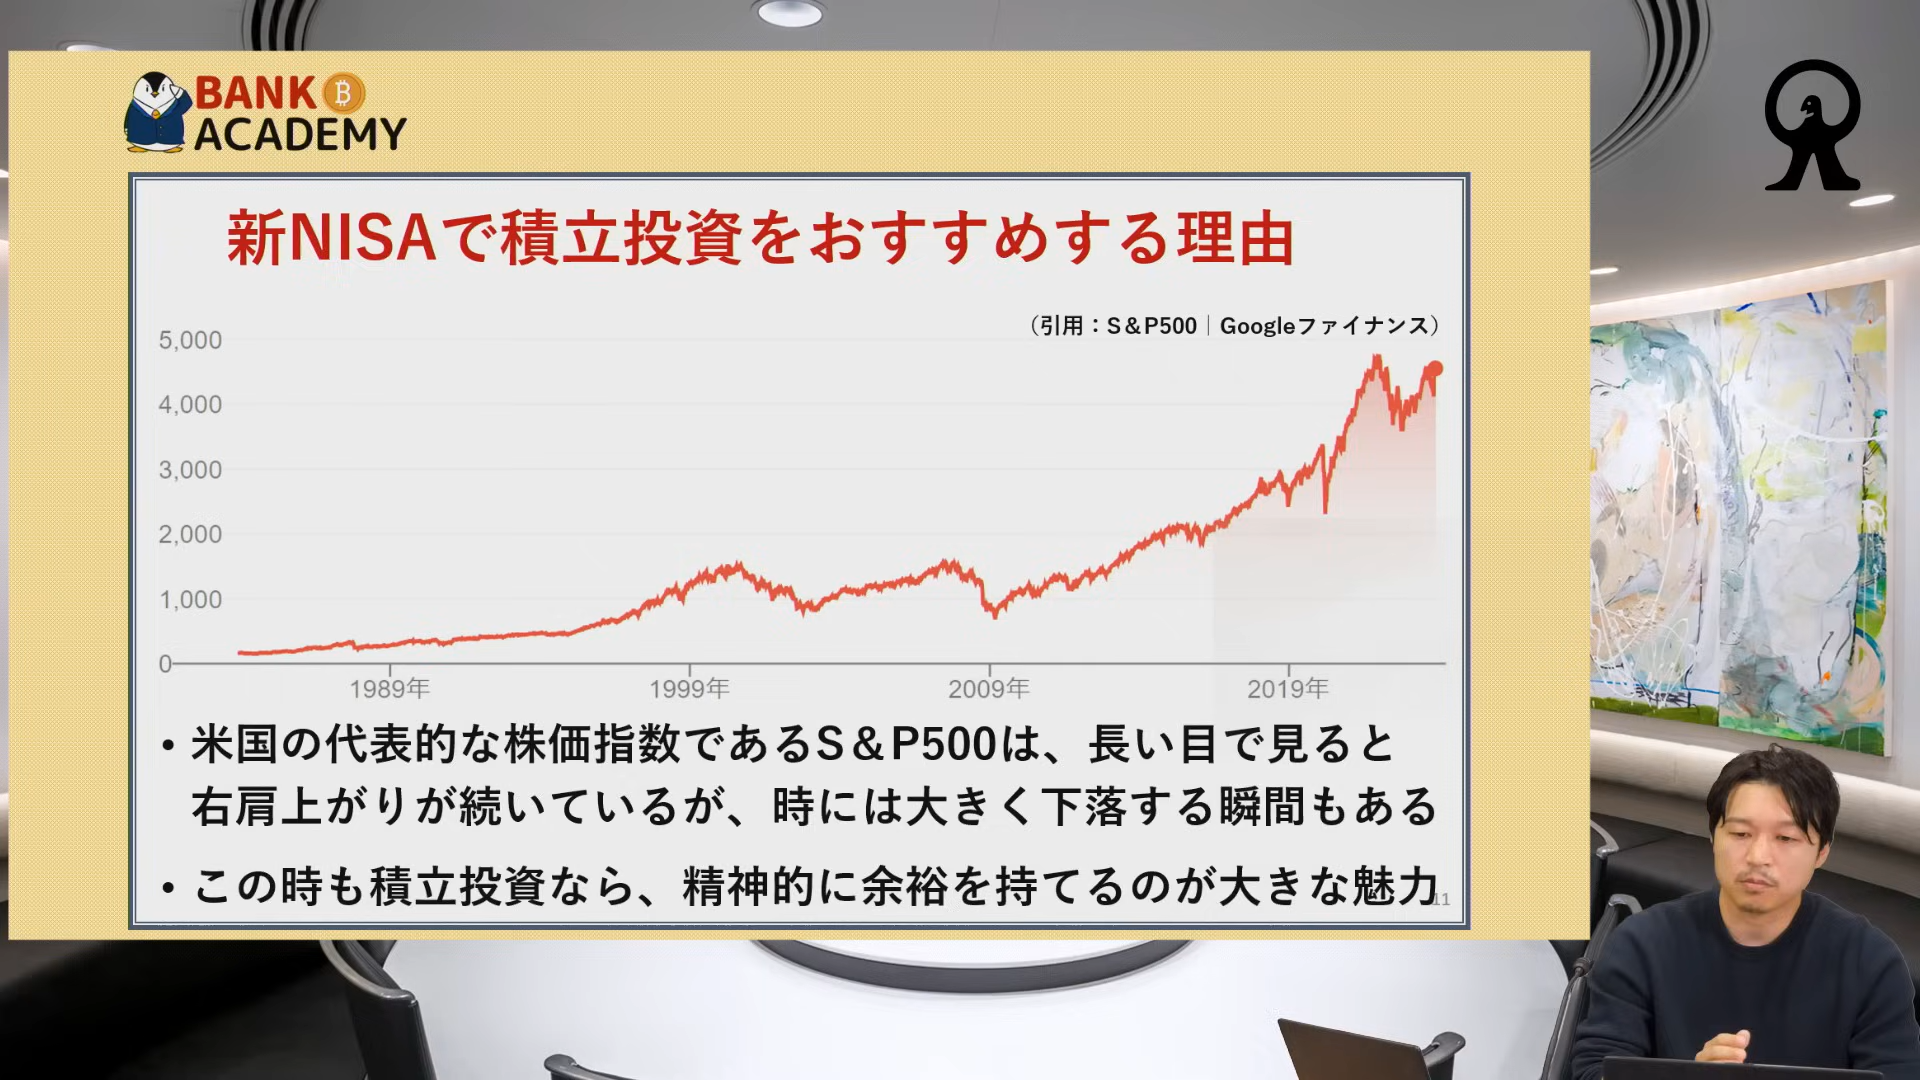 BANK
ACADEMY
新NISAで積立投資をおすすめする理由
（引用：S＆P500｜Googleファイナンス）
5,000
4,000
3,000
2,000
1,000
0
1989年
1999年
2009年
2019年
・米国の代表的な株価指数であるS＆P500は、長い目で見ると
右肩上がりが続いているが、時には大きく下落する瞬間もある
・この時も積立投資なら、精神的に余裕を持てるのが大きな魅力
11